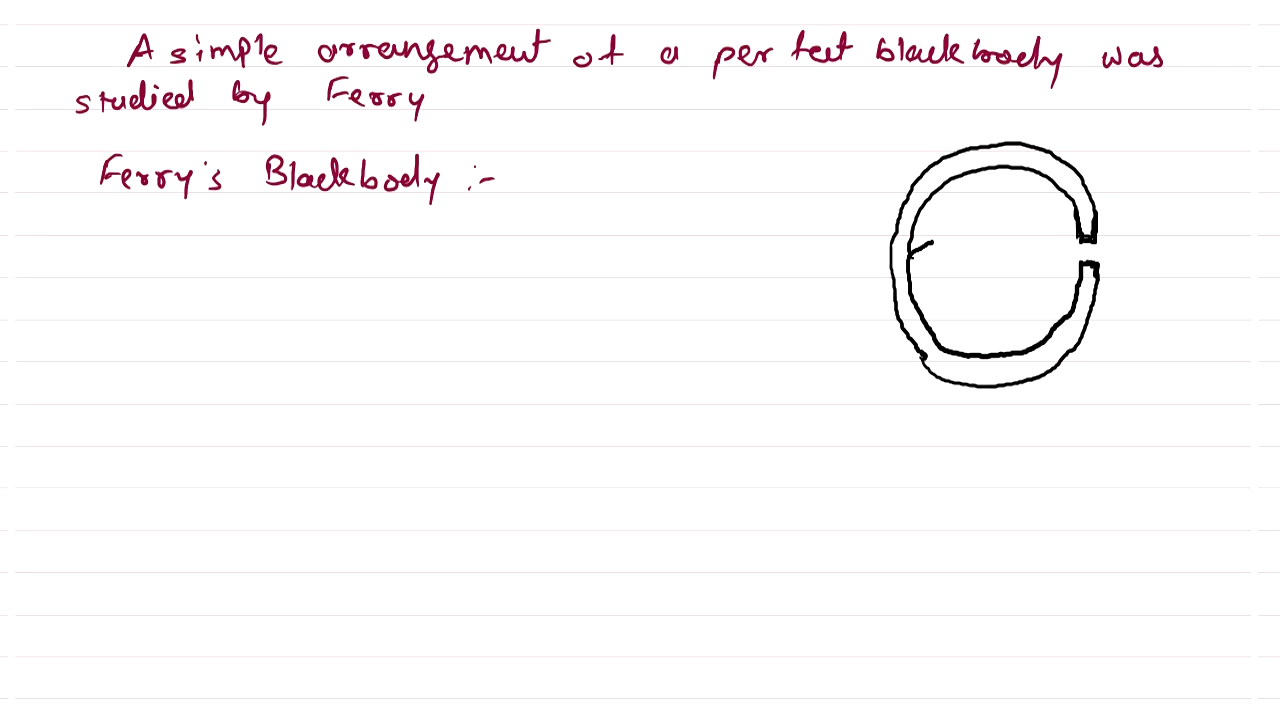 A simple arrangement of a perfect blackbody was
studied by Ferry
Ferry's Blackbody :-